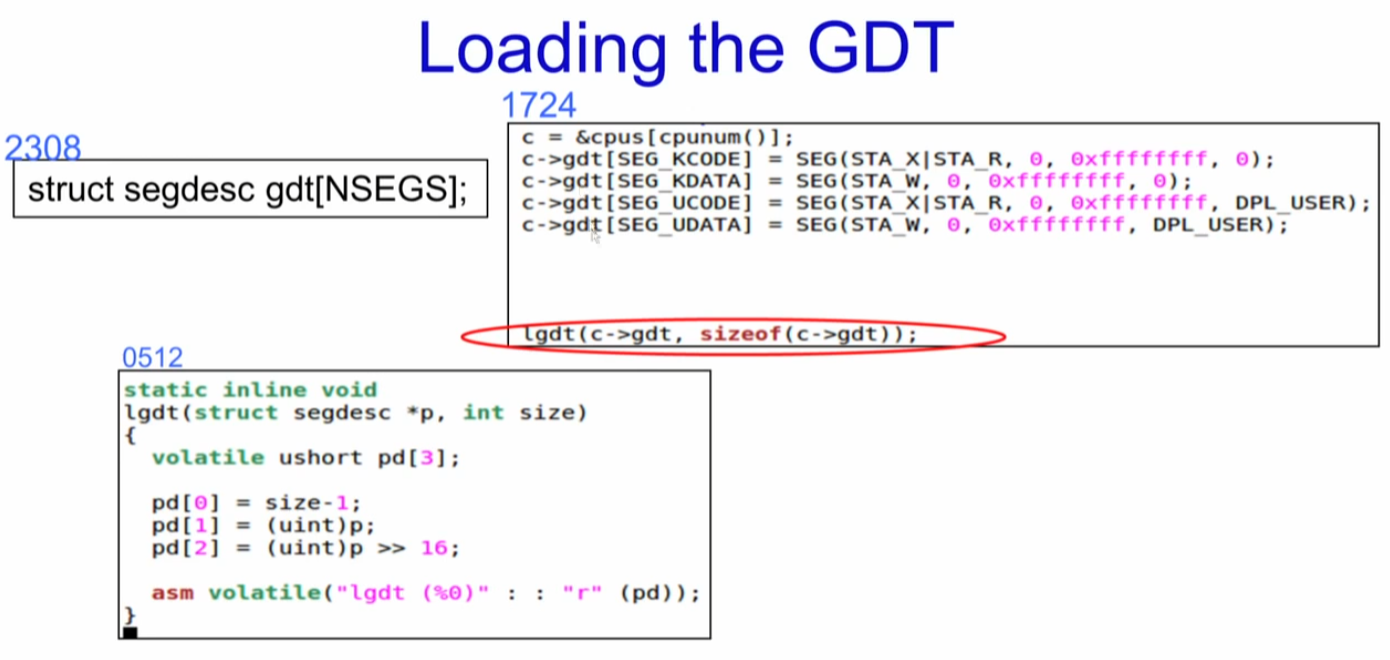 Loading the GDT
1724
c = &cpus[cpunum()];
c->gdt[SEG_KCODE] = SEG(STA_X|STA_R, 0, 0xffffffff, 0);
c->gdt[SEG_KDATA] = SEG(STA_W, 0, 0xffffffff, 0);
c->gdt[SEG_UCODE] = SEG(STA_X|STA_R, 0, 0xffffffff, DPL_USER);
c->gdt[SEG_UDATA] = SEG(STA_W, 0, 0xffffffff, DPL_USER);
lgdt(c->gdt, sizeof(c->gdt));
2308
struct segdesc gdt[NSEGS];
0512
static inline void
lgdt(struct segdesc *p, int size)
{
  volatile ushort pd[3];
  pd[0] = size-1;
  pd[1] = (uint)p;
  pd[2] = (uint)p >> 16;
  asm volatile("lgdt (%0)" : : "r" (pd));
}